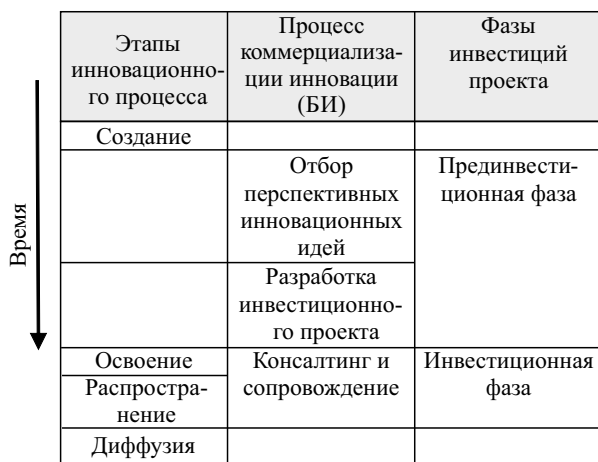 Этапы
инновационно-
го процесса
Процесс
коммерциализа-
ции инновации
(БИ)
Фазы
инвестиций
проекта
Время
Создание
Отбор
перспективных
инновационных
идей
Прединвести-
ционная фаза
Разработка
инвестиционно-
го проекта
Освоение
Консалтинг и
сопровождение
Инвестиционная
фаза
Распростра-
нение
Диффузия